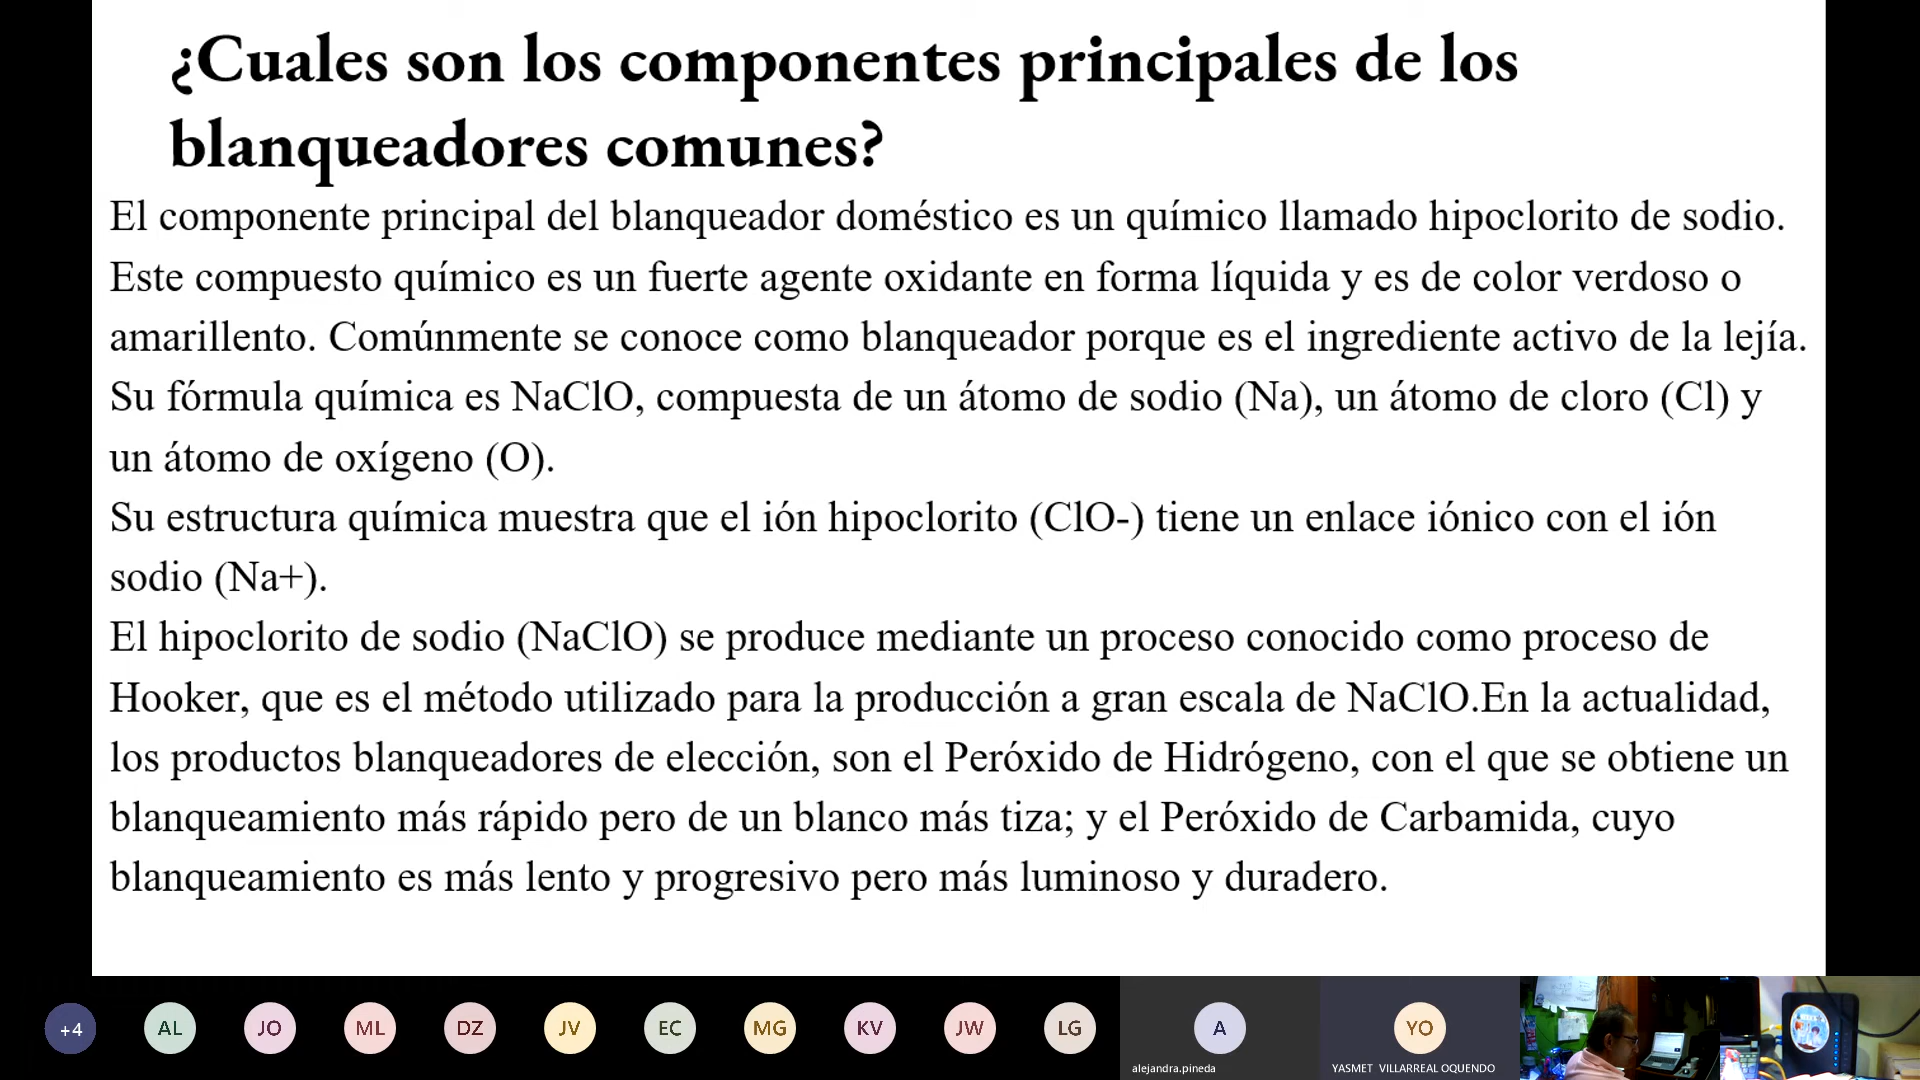 ¿Cuales son los componentes principales de los
blanqueadores comunes?
El componente principal del blanqueador doméstico es un químico llamado hipoclorito de sodio.
Este compuesto químico es un fuerte agente oxidante en forma líquida y es de color verdoso o
amarillento. Comúnmente se conoce como blanqueador porque es el ingrediente activo de la lejía.
Su fórmula química es NaClO, compuesta de un átomo de sodio (Na), un átomo de cloro (Cl) y
un átomo de oxígeno (O).
Su estructura química muestra que el ión hipoclorito (ClO-) tiene un enlace iónico con el ión
sodio (Na+).
El hipoclorito de sodio (NaClO) se produce mediante un proceso conocido como proceso de
Hooker, que es el método utilizado para la producción a gran escala de NaClO.En la actualidad,
los productos blanqueadores de elección, son el Peróxido de Hidrógeno, con el que se obtiene un
blanqueamiento más rápido pero de un blanco más tiza; y el Peróxido de Carbamida, cuyo
blanqueamiento es más lento y progresivo pero más luminoso y duradero.
+4 AL JO ML DZ JV EC MG KV JW LG A YO
alejandra.pineda YASMET VILLARREAL OQUENDO